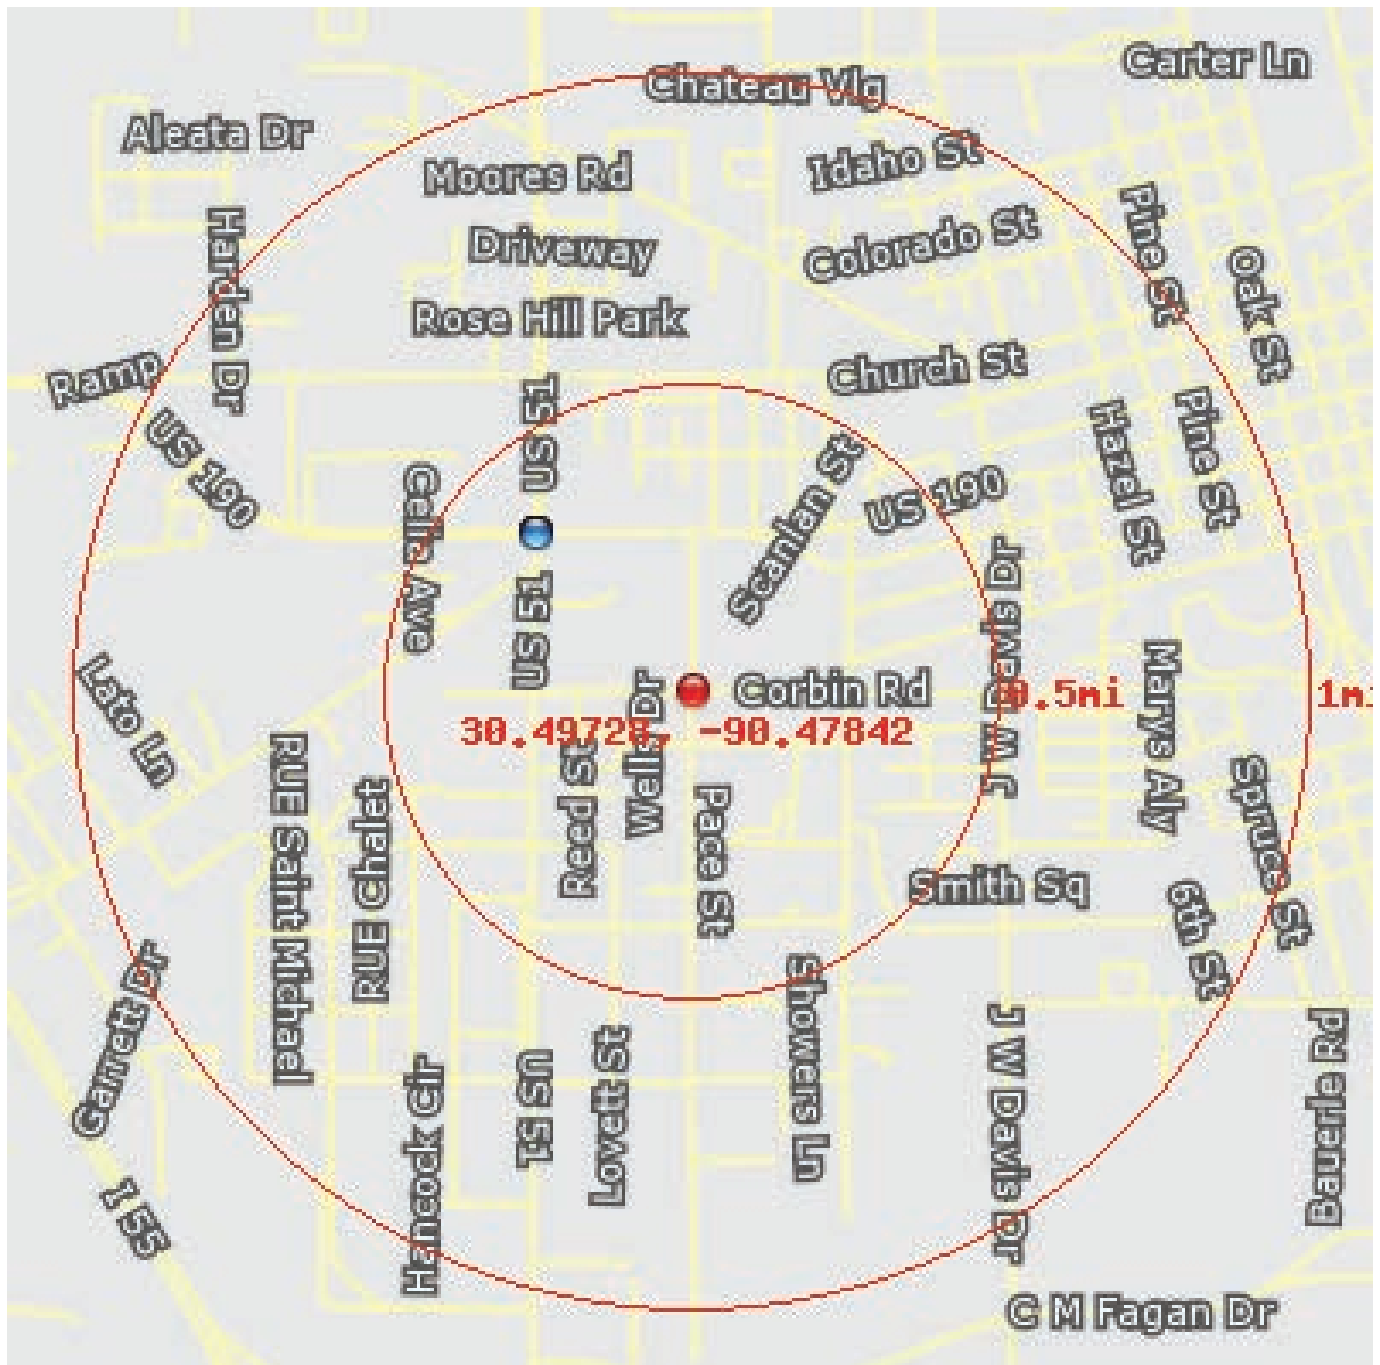 Carter Ln
Chateau Vlg
Aleata Dr
Idaho St
Moores Rd
Pine St
Harden Dr
Driveway
Colorado St
Oak St
Rose Hill Park
Church St
Ramp
US 51
US 190
Pine St
Hazel St
Cella Ave
Scanlan St
US 190
US 51
J W Davis Dr
Marys Aly
Lato Ln
Wells Dr
Corbin Rd
0.5mi
1mi
30.49728, -90.47842
RUE Saint Michael
RUE Chalet
Reed St
Pace St
Spruce St
Smith Sq
6th St
Garrett Dr
Showers Ln
J W Davis Dr
Bauerle Rd
Hancock Cir
US 51
Lovett St
I 55
C M Fagan Dr